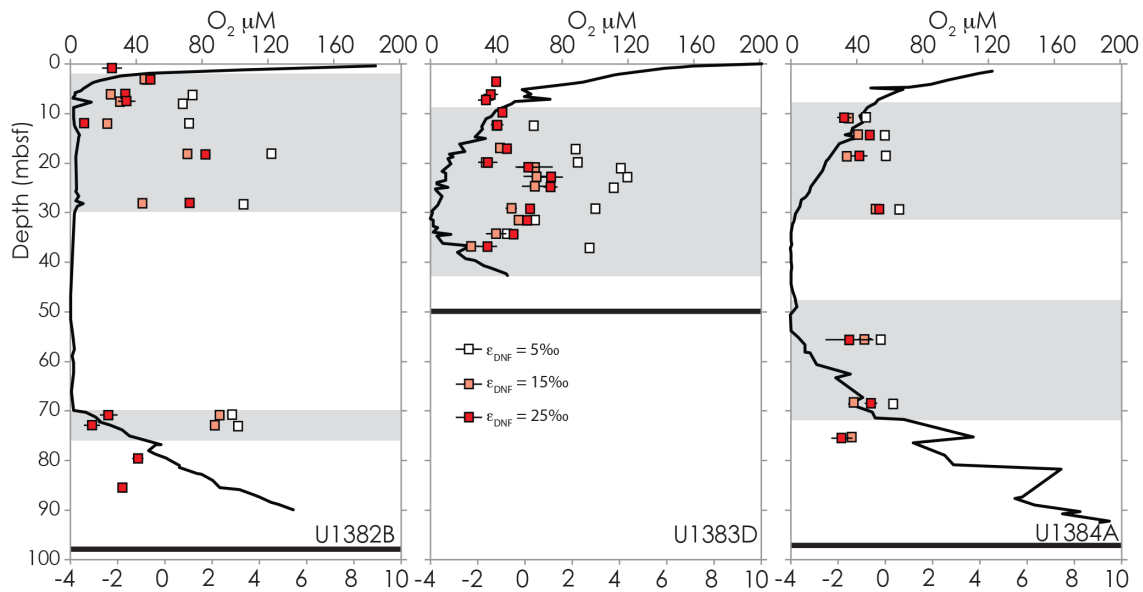 O2 μM O2 μM O2 μM
0 40 80 120 160 200 0 40 80 120 160 200 0 40 80 120 160 200
Depth (mbsf)
0
10
20
30
40
50
60
70
80
90
100
εDNF = 5‰
εDNF = 15‰
εDNF = 25‰
U1382B U1383D U1384A
-4 -2 0 2 4 6 8 10 -4 -2 0 2 4 6 8 10 -4 -2 0 2 4 6 8 10